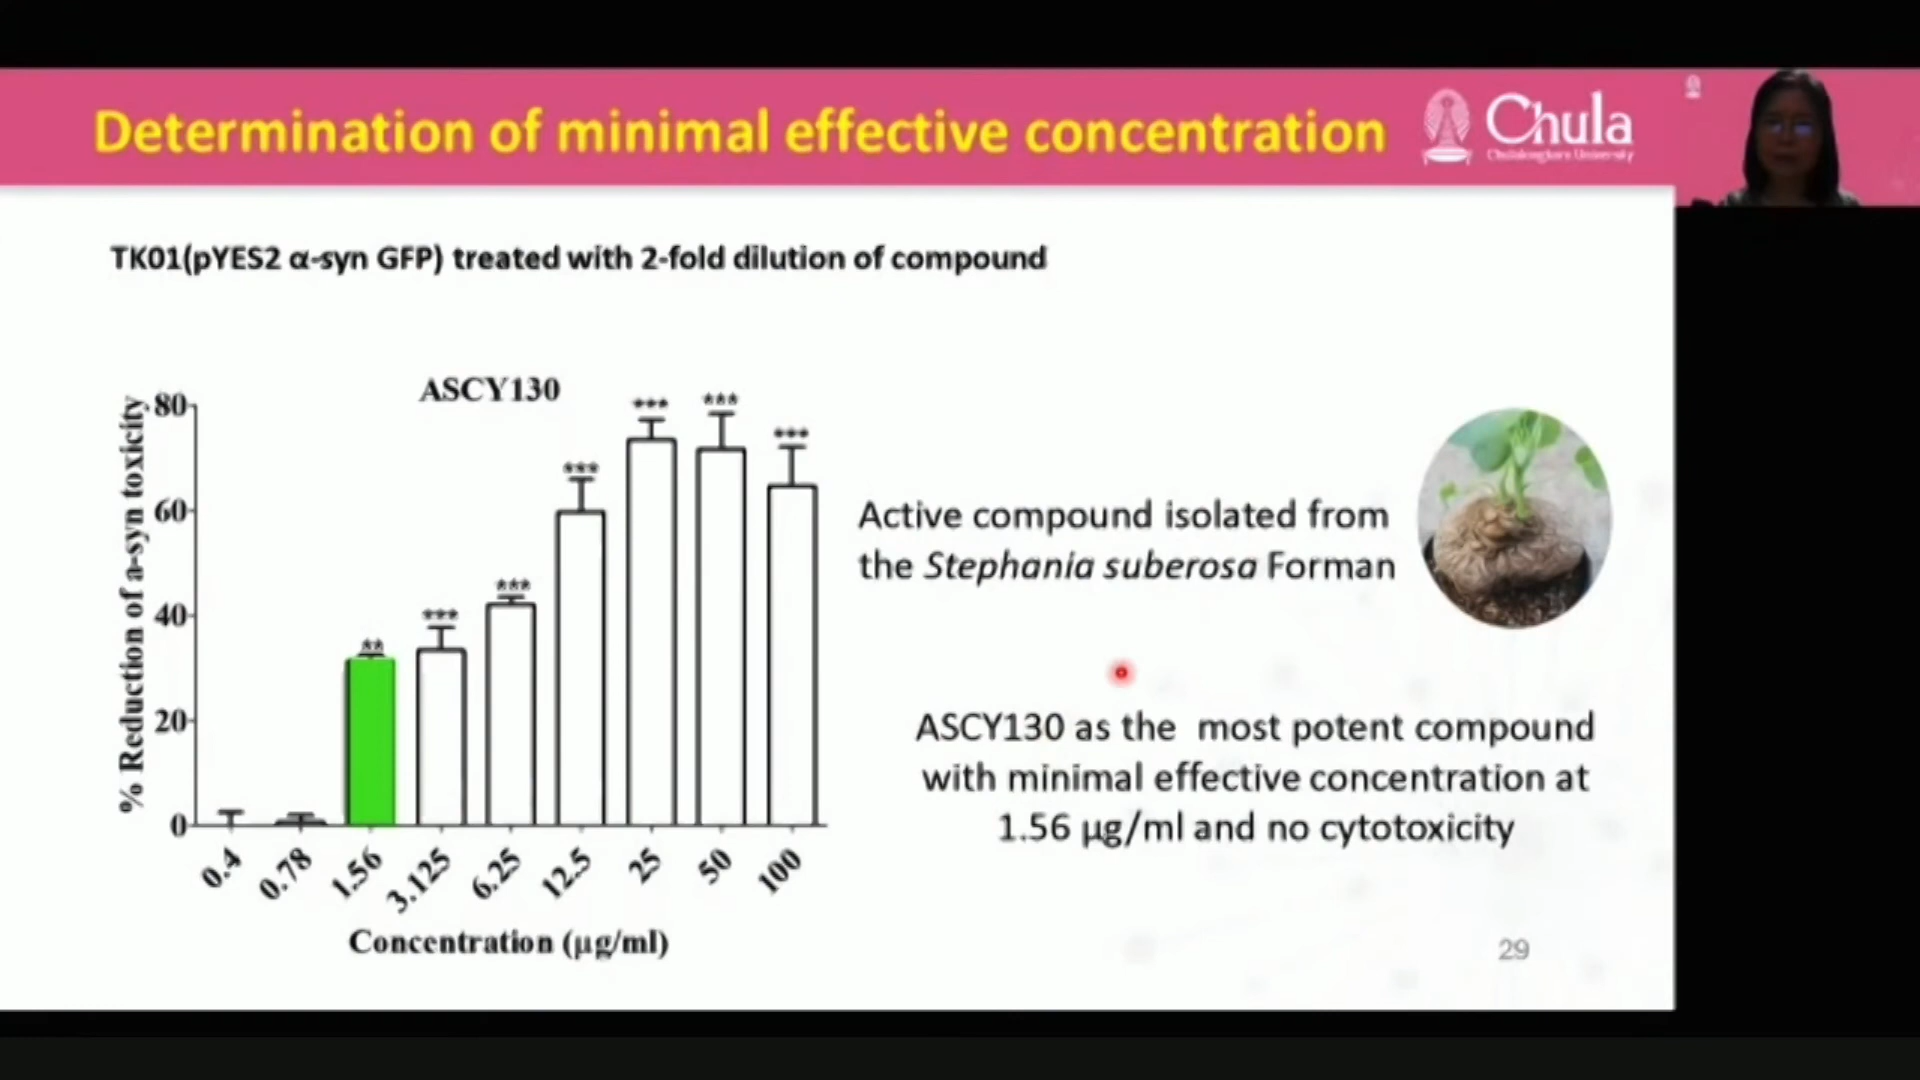 Determination of minimal effective concentration
Chula
Chulalongkorn University
TK01(pYES2 α-syn GFP) treated with 2-fold dilution of compound
ASCY130
% Reduction of a-syn toxicity
80
60
40
20
0
**
***
***
***
***
***
***
0.4
0.78
1.56
3.125
6.25
12.5
25
50
100
Concentration (µg/ml)
Active compound isolated from
the Stephania suberosa Forman
ASCY130 as the most potent compound
with minimal effective concentration at
1.56 µg/ml and no cytotoxicity
29